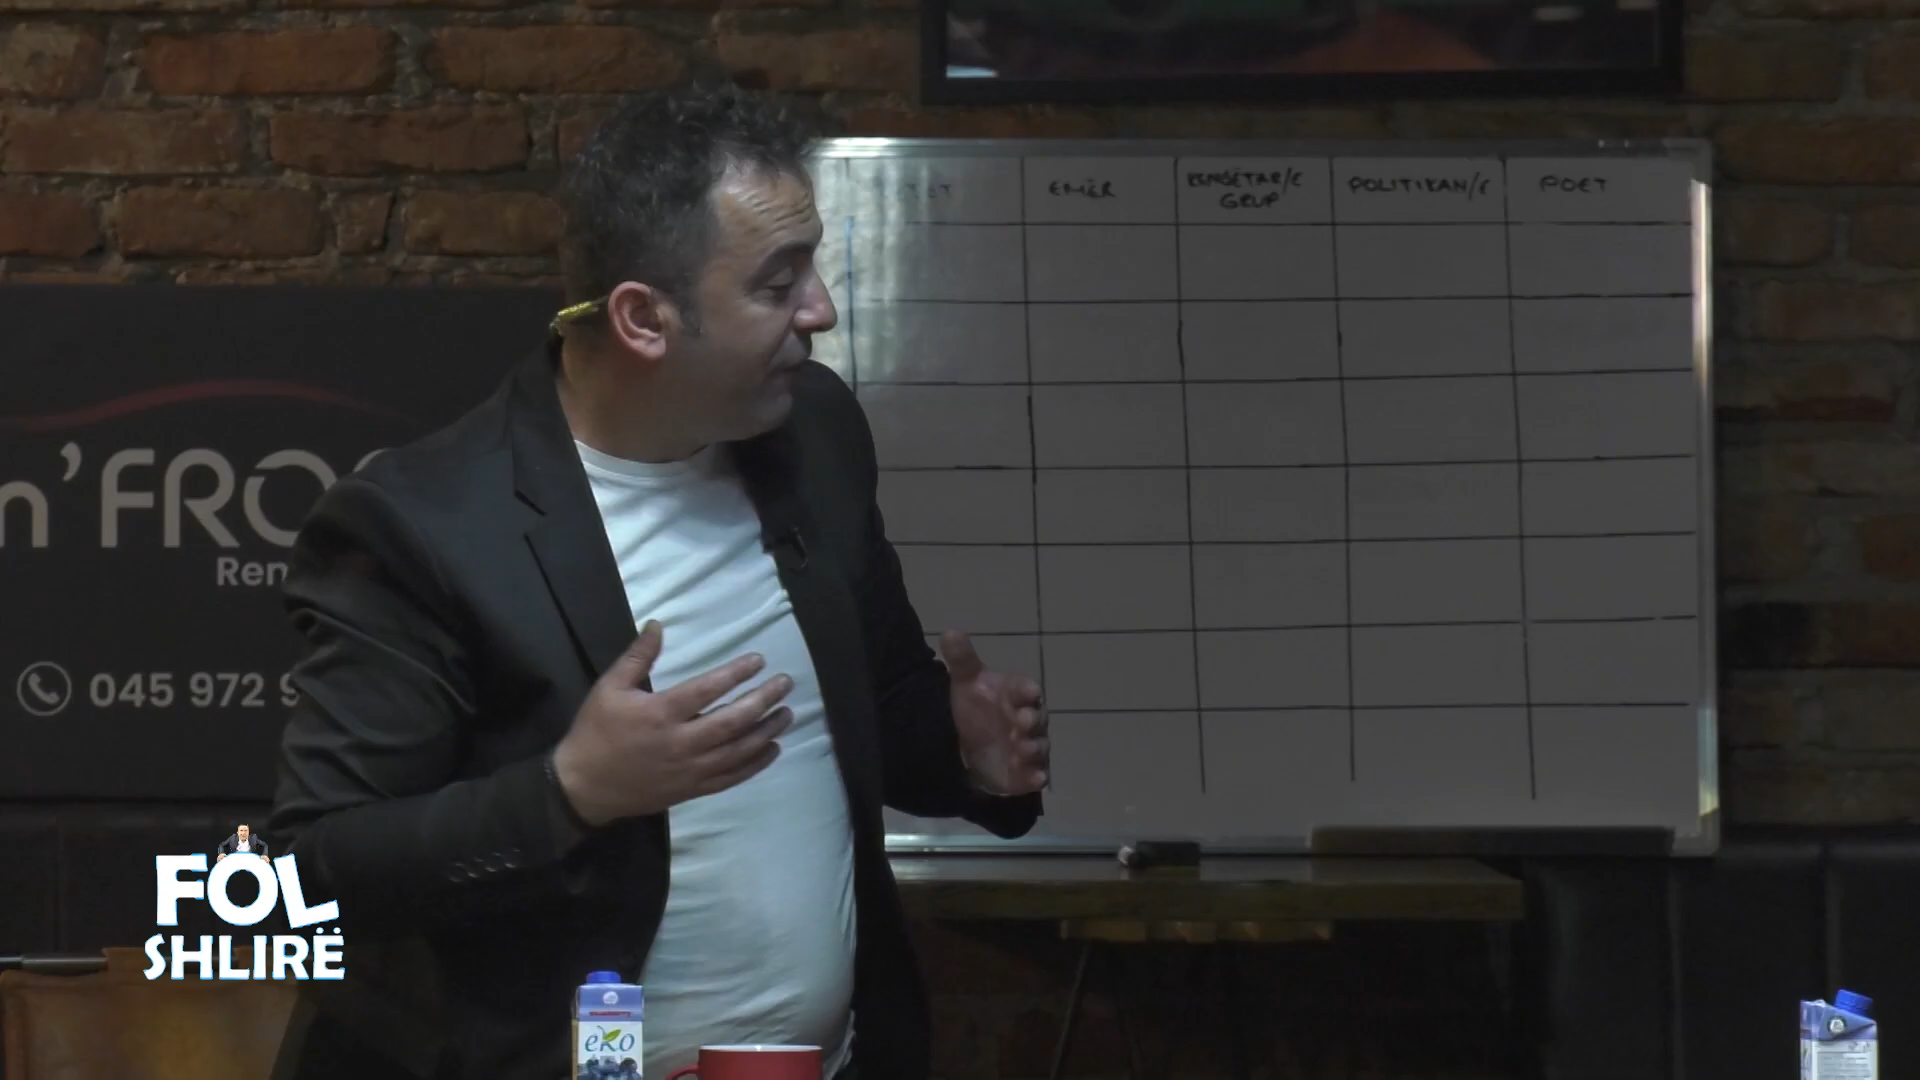 EMËR
KËNGËTAR/E
GRUP
POLITIKAN/E
POET
n'FRO
Ren
045 972 9
FOL
SHLIRË
eko